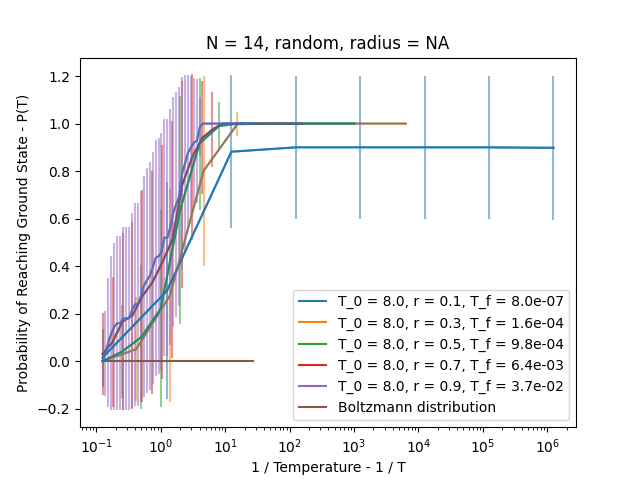 N = 14, random, radius = NA
Probability of Reaching Ground State - P(T)
1.2
1.0
0.8
0.6
0.4
0.2
0.0
−0.2
T_0 = 8.0, r = 0.1, T_f = 8.0e-07
T_0 = 8.0, r = 0.3, T_f = 1.6e-04
T_0 = 8.0, r = 0.5, T_f = 9.8e-04
T_0 = 8.0, r = 0.7, T_f = 6.4e-03
T_0 = 8.0, r = 0.9, T_f = 3.7e-02
Boltzmann distribution
10⁻¹ 10⁰ 10¹ 10² 10³ 10⁴ 10⁵ 10⁶
1 / Temperature - 1 / T